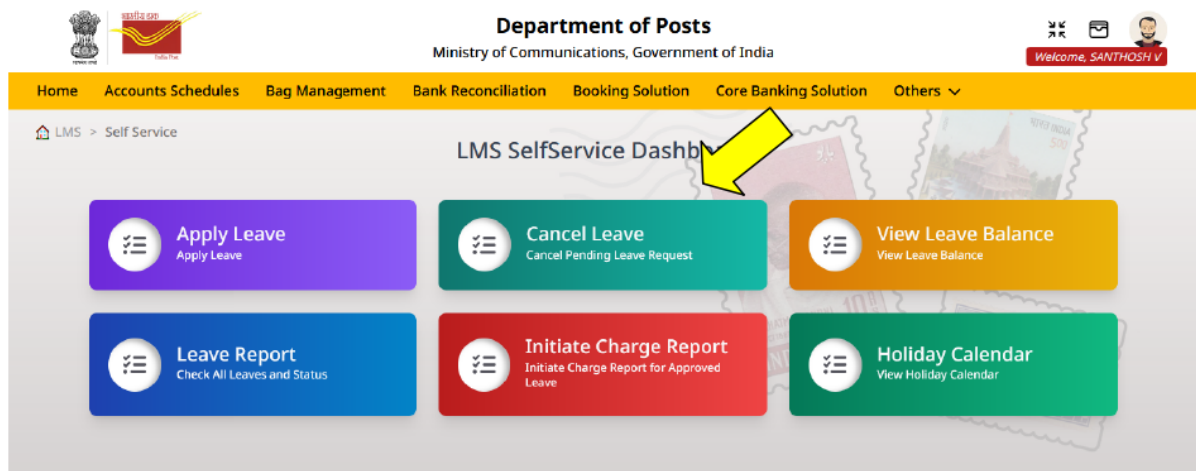 Department of Posts
Ministry of Communications, Government of India
Welcome, SANTHOSH V
Home Accounts Schedules Bag Management Bank Reconciliation Booking Solution Core Banking Solution Others
LMS > Self Service
LMS SelfService
Apply Leave
Apply Leave
Cancel Leave
Cancel Pending Leave Request
View Leave Balance
View Leave Balance
Leave Report
Check All Leaves and Status
Initiate Charge Report
Initiate Charge Report for Approved
Leave
Holiday Calendar
View Holiday Calendar